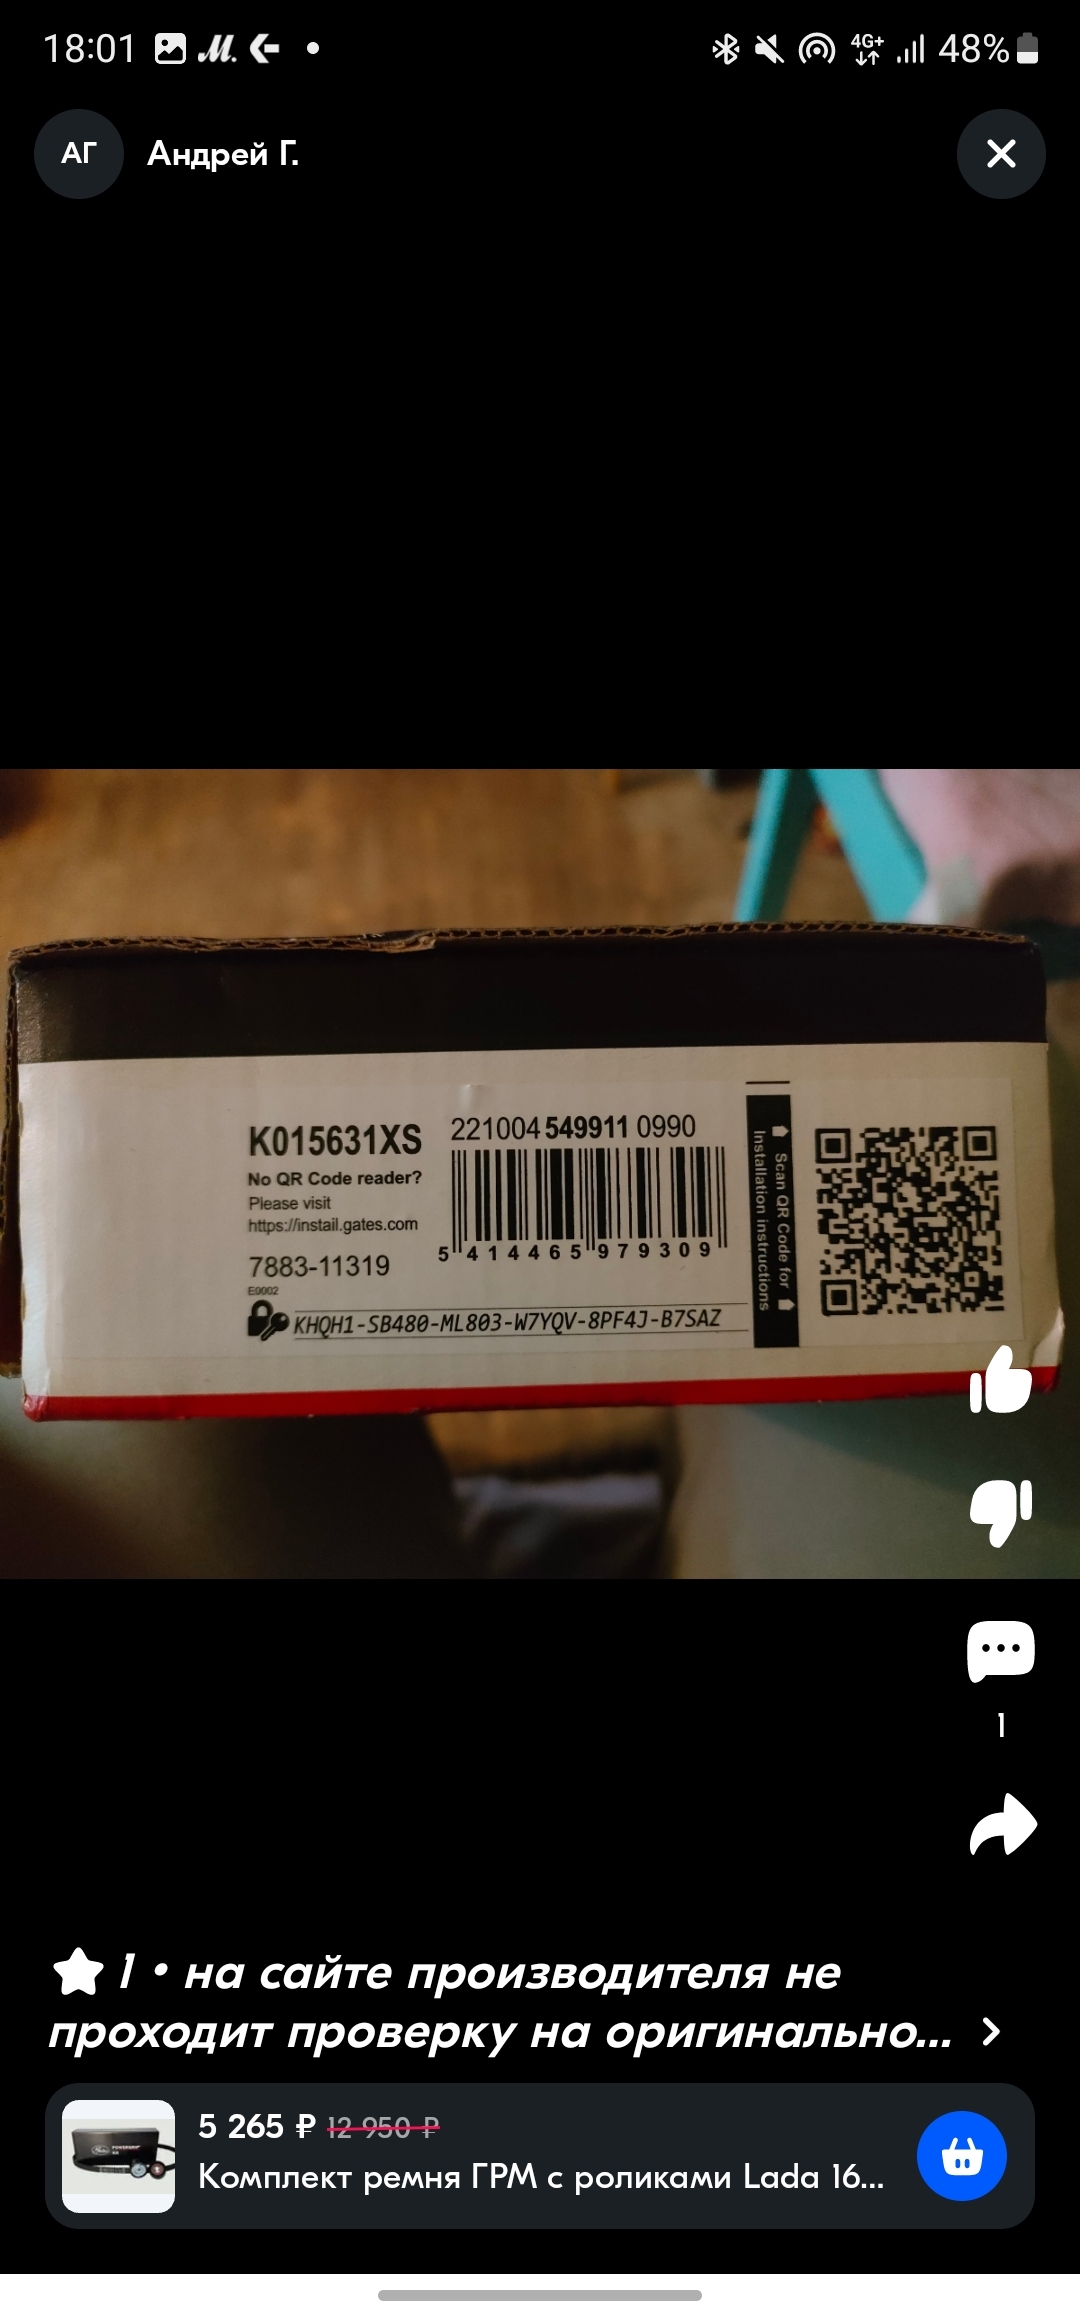 18:01
4G+
48%
АГ
Андрей Г.
K015631XS
221004 549911 0990
No QR Code reader?
Please visit
https://instail.gates.com
5 414465 979309
7883-11319
E0002
KHQH1-SB480-ML803-W7YQV-8PF4J-B7SAZ
Scan QR Code for
installation instructions
1
1 • на сайте производителя не
проходит проверку на оригинально...
5 265 ₽ 12 950 ₽
Комплект ремня ГРМ с роликами Lada 16...